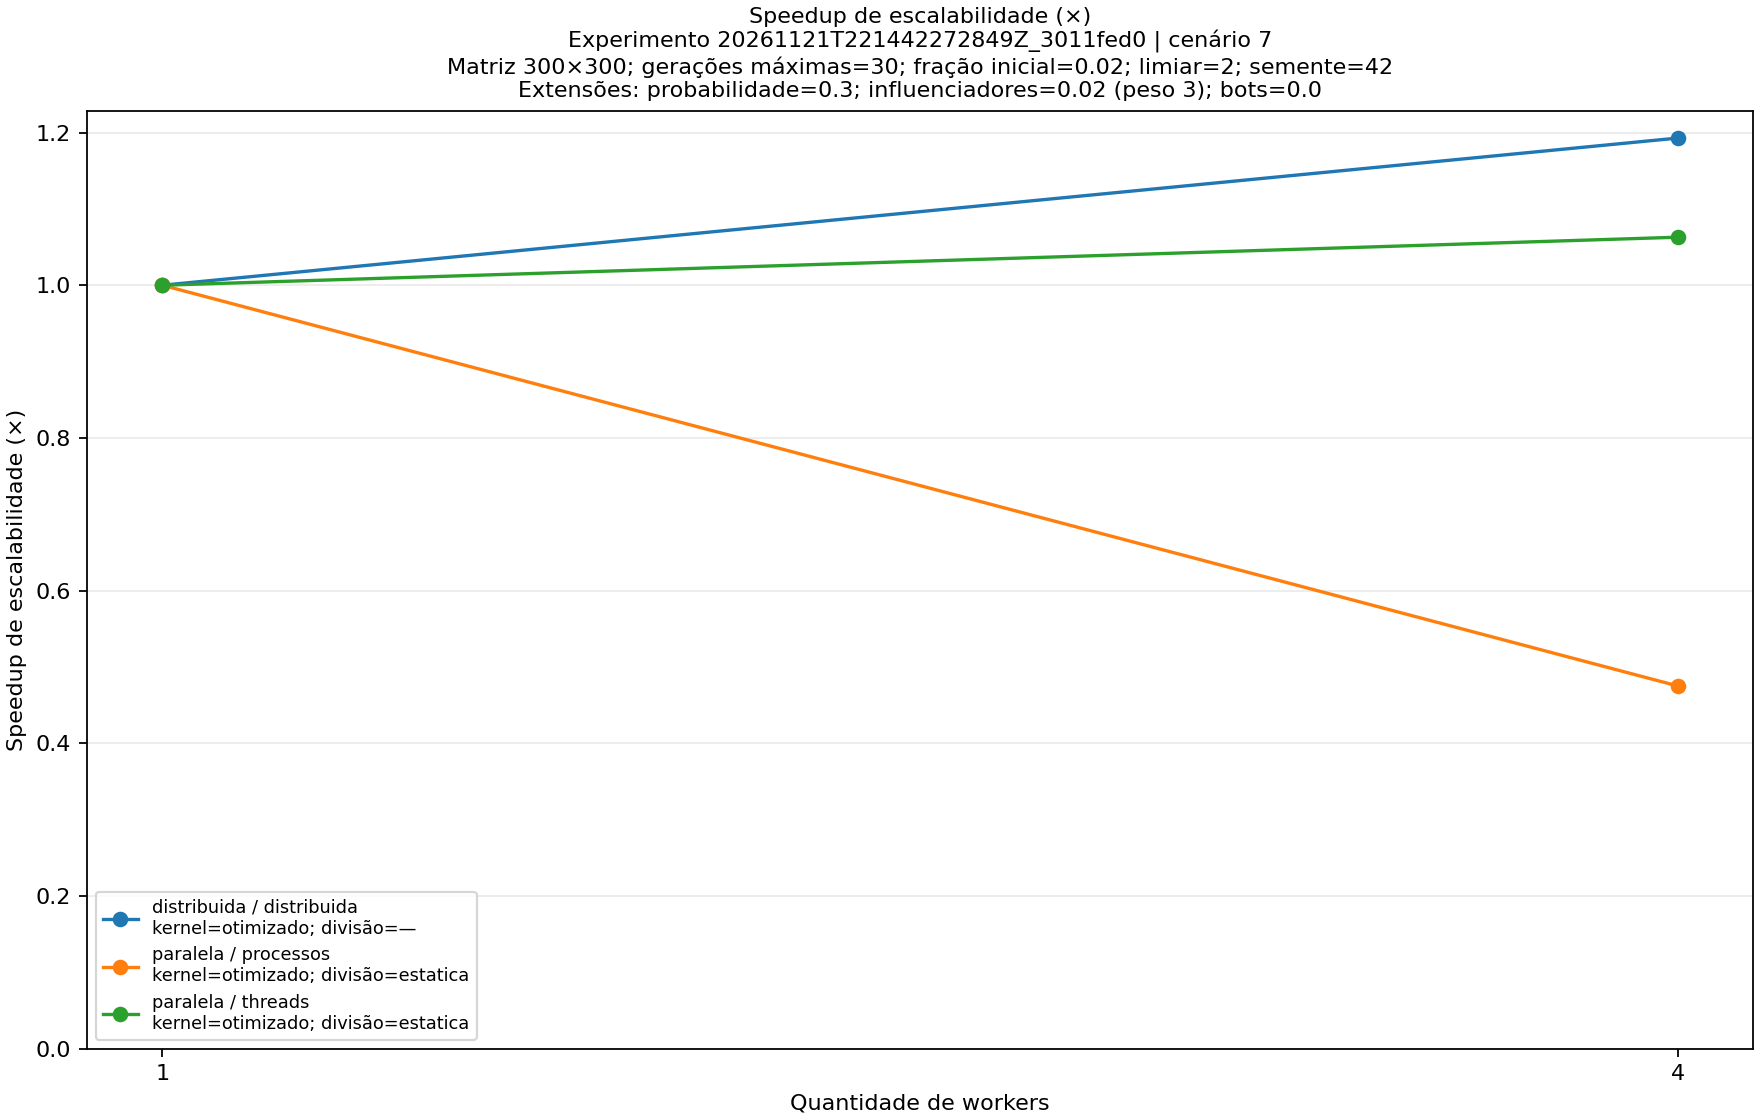 Speedup de escalabilidade (×)
Experimento 20261121T221442272849Z_3011fed0 | cenário 7
Matriz 300×300; gerações máximas=30; fração inicial=0.02; limiar=2; semente=42
Extensões: probabilidade=0.3; influenciadores=0.02 (peso 3); bots=0.0
Speedup de escalabilidade (×)
1.2
1.0
0.8
0.6
0.4
0.2
0.0
distribuida / distribuida
kernel=otimizado; divisão=—
paralela / processos
kernel=otimizado; divisão=estatica
paralela / threads
kernel=otimizado; divisão=estatica
1
4
Quantidade de workers